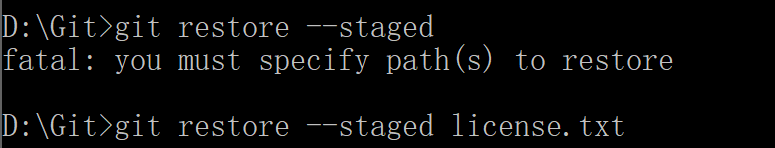 D:\Git>git restore --staged
fatal: you must specify path(s) to restore
D:\Git>git restore --staged license.txt